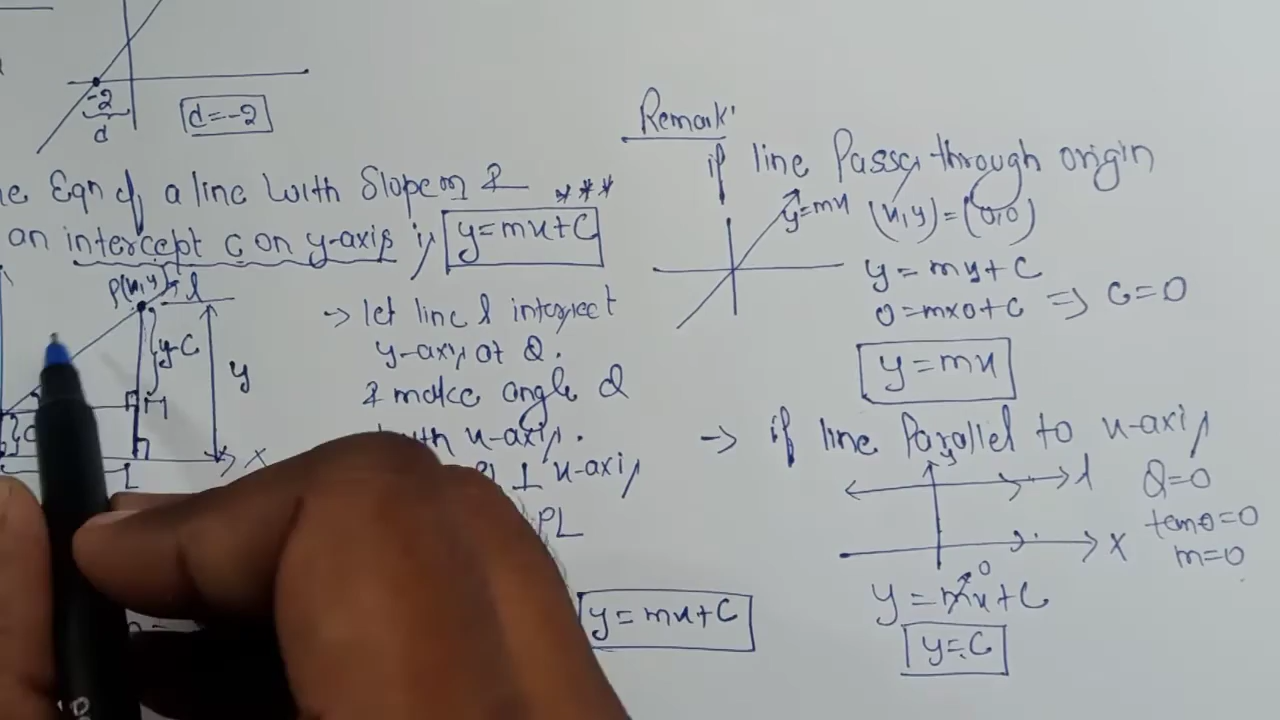 -2
d
d=-2
Eqn of a line with Slope m &
an intercept C on y-axis is y=mx+C
***
P(x,y) l
y-C
y
M
C
L
X
-> let line l intersect
y-axis at Q.
& make angle θ
with x-axis.
⊥ x-axis
PL
y=mx+C
Remark:
if line Passes through origin
y=mx
(x,y)=(0,0)
y=mx+C
0=m×0+C => C=0
y=mx
-> if line Parallel to x-axis
y
l
X
θ=0
tanθ=0
m=0
0
y=mx+C
y=C